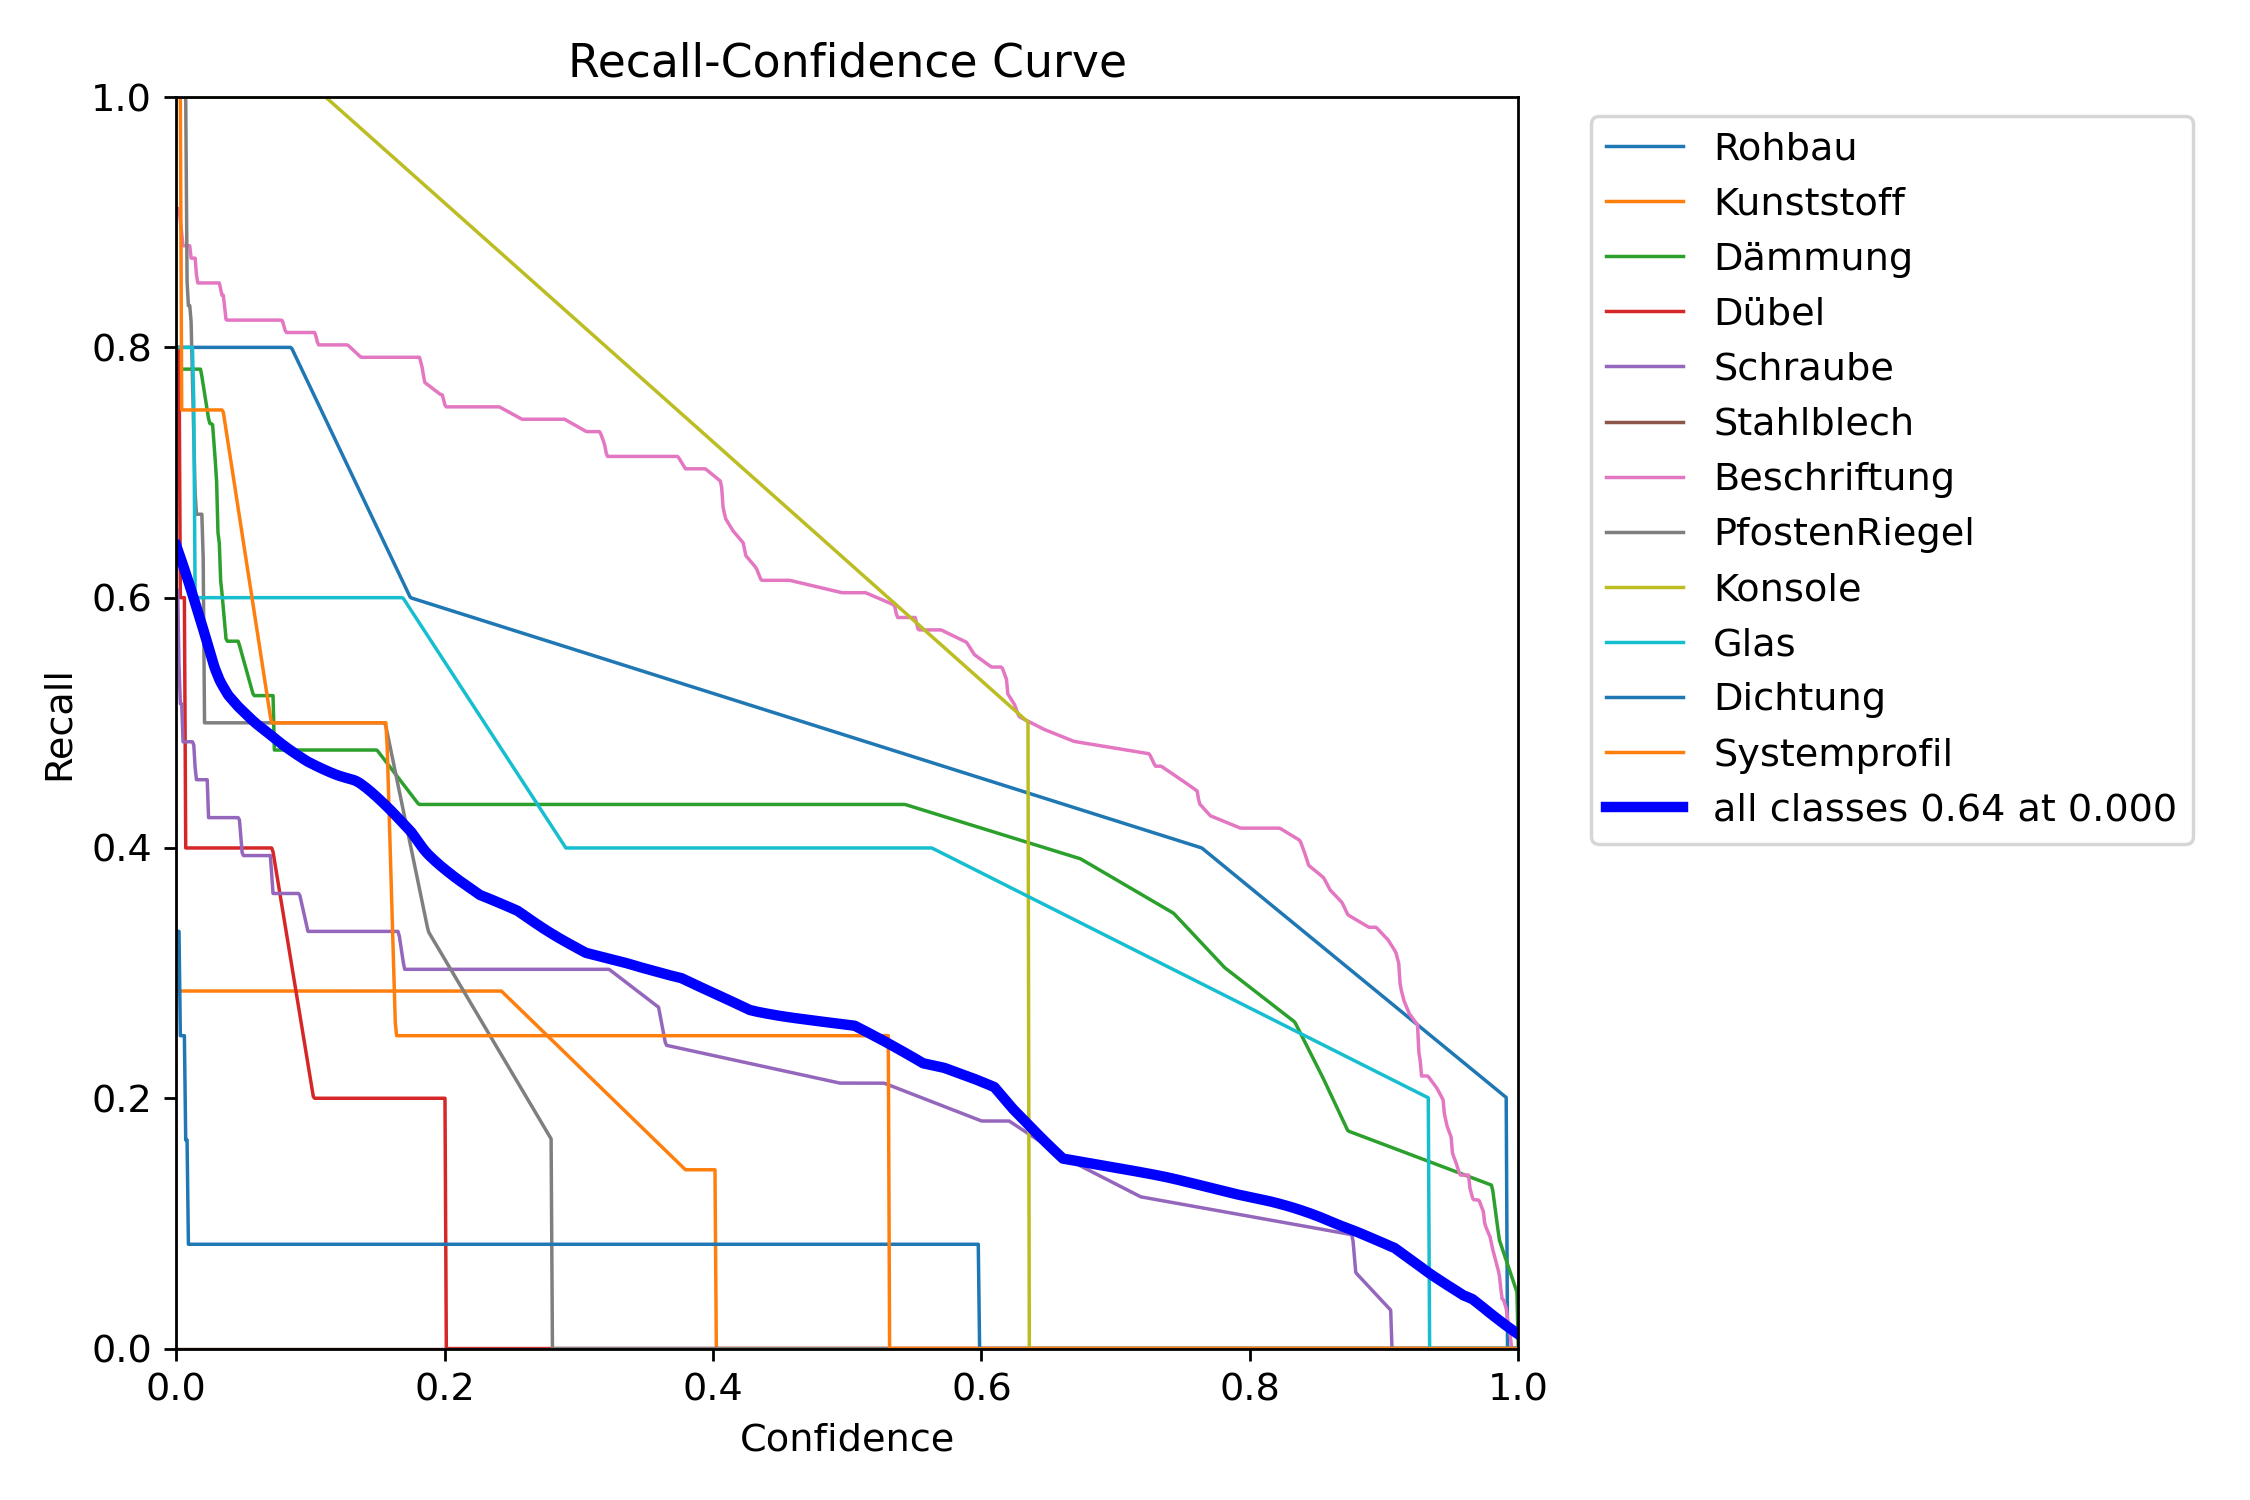 Recall-Confidence Curve
1.0
0.8
0.6
0.4
0.2
0.0
Recall
0.0 0.2 0.4 0.6 0.8 1.0
Confidence
Rohbau
Kunststoff
Dämmung
Dübel
Schraube
Stahlblech
Beschriftung
PfostenRiegel
Konsole
Glas
Dichtung
Systemprofil
all classes 0.64 at 0.000